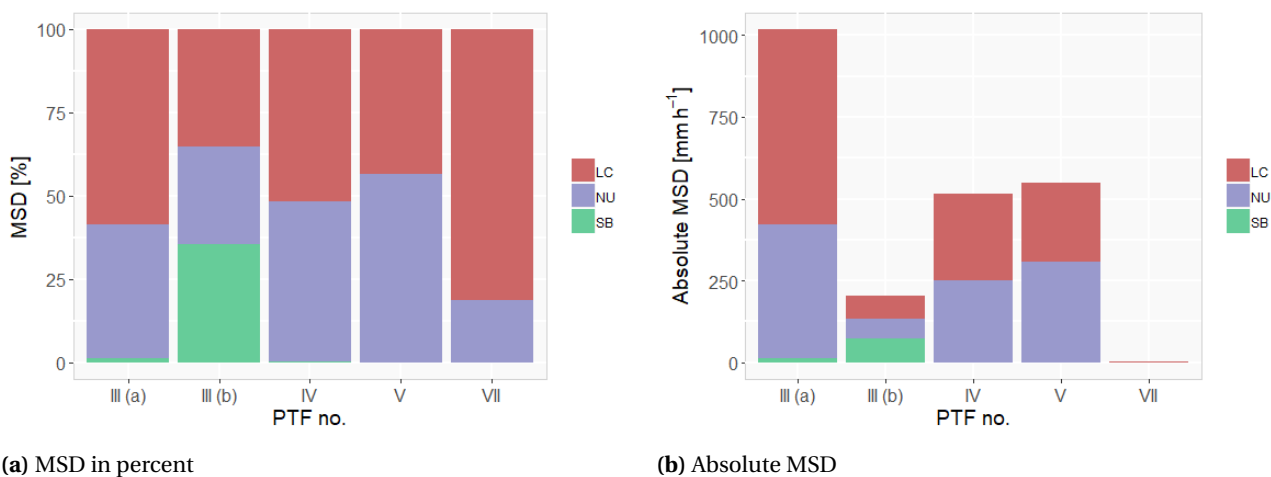 MSD [%]
100
75
50
25
0
III (a)
III (b)
IV
V
VII
PTF no.
LC
NU
SB
(a) MSD in percent
Absolute MSD [mm h⁻¹]
1000
750
500
250
0
III (a)
III (b)
IV
V
VII
PTF no.
LC
NU
SB
(b) Absolute MSD